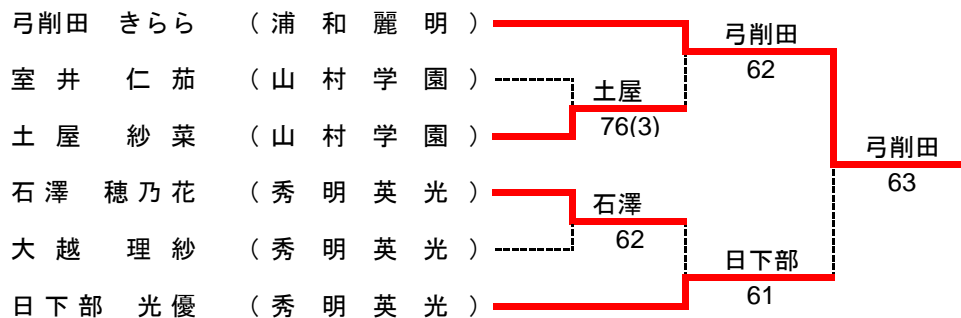 弓削田 きらら (浦和麗明)
弓削田
62
室井 仁茄 (山村学園)
土屋
76(3)
土屋 紗菜 (山村学園)
弓削田
63
石澤 穂乃花 (秀明英光)
石澤
62
大越 理紗 (秀明英光)
日下部
61
日下部 光優 (秀明英光)